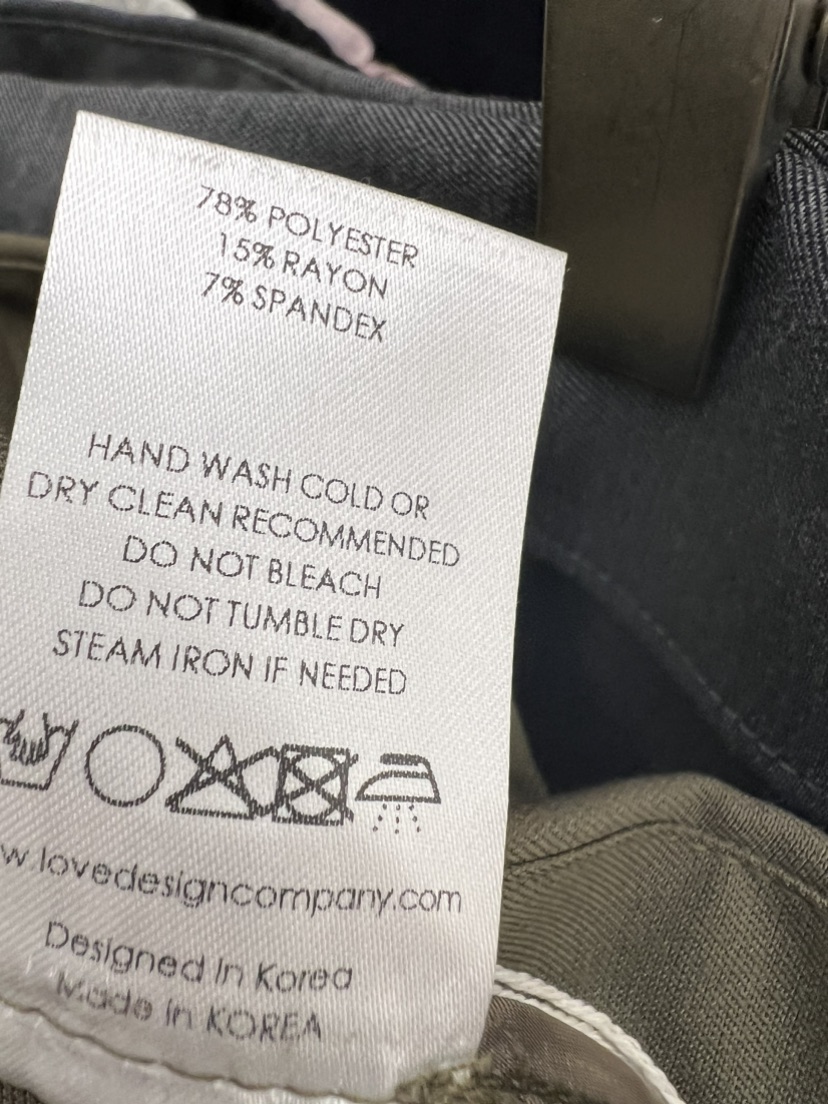 78% POLYESTER
15% RAYON
7% SPANDEX
HAND WASH COLD OR
DRY CLEAN RECOMMENDED
DO NOT BLEACH
DO NOT TUMBLE DRY
STEAM IRON IF NEEDED
w.lovedesigncompany.com
Designed In Korea
Made In KOREA